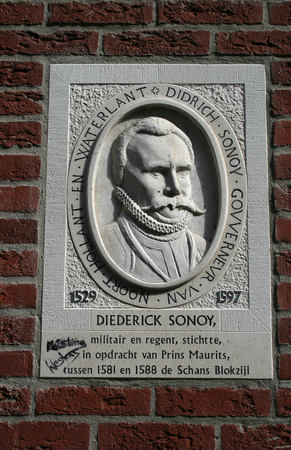 DIDRICH · SONOY · GOVVERNEVR · VAN · NOORT · HOLLANT · EN · WATERLANT
1529 1597
DIEDERICK SONOY,
militair en regent, stichtte,
in opdracht van Prins Maurits,
tussen 1581 en 1588 de Schans Blokzijl